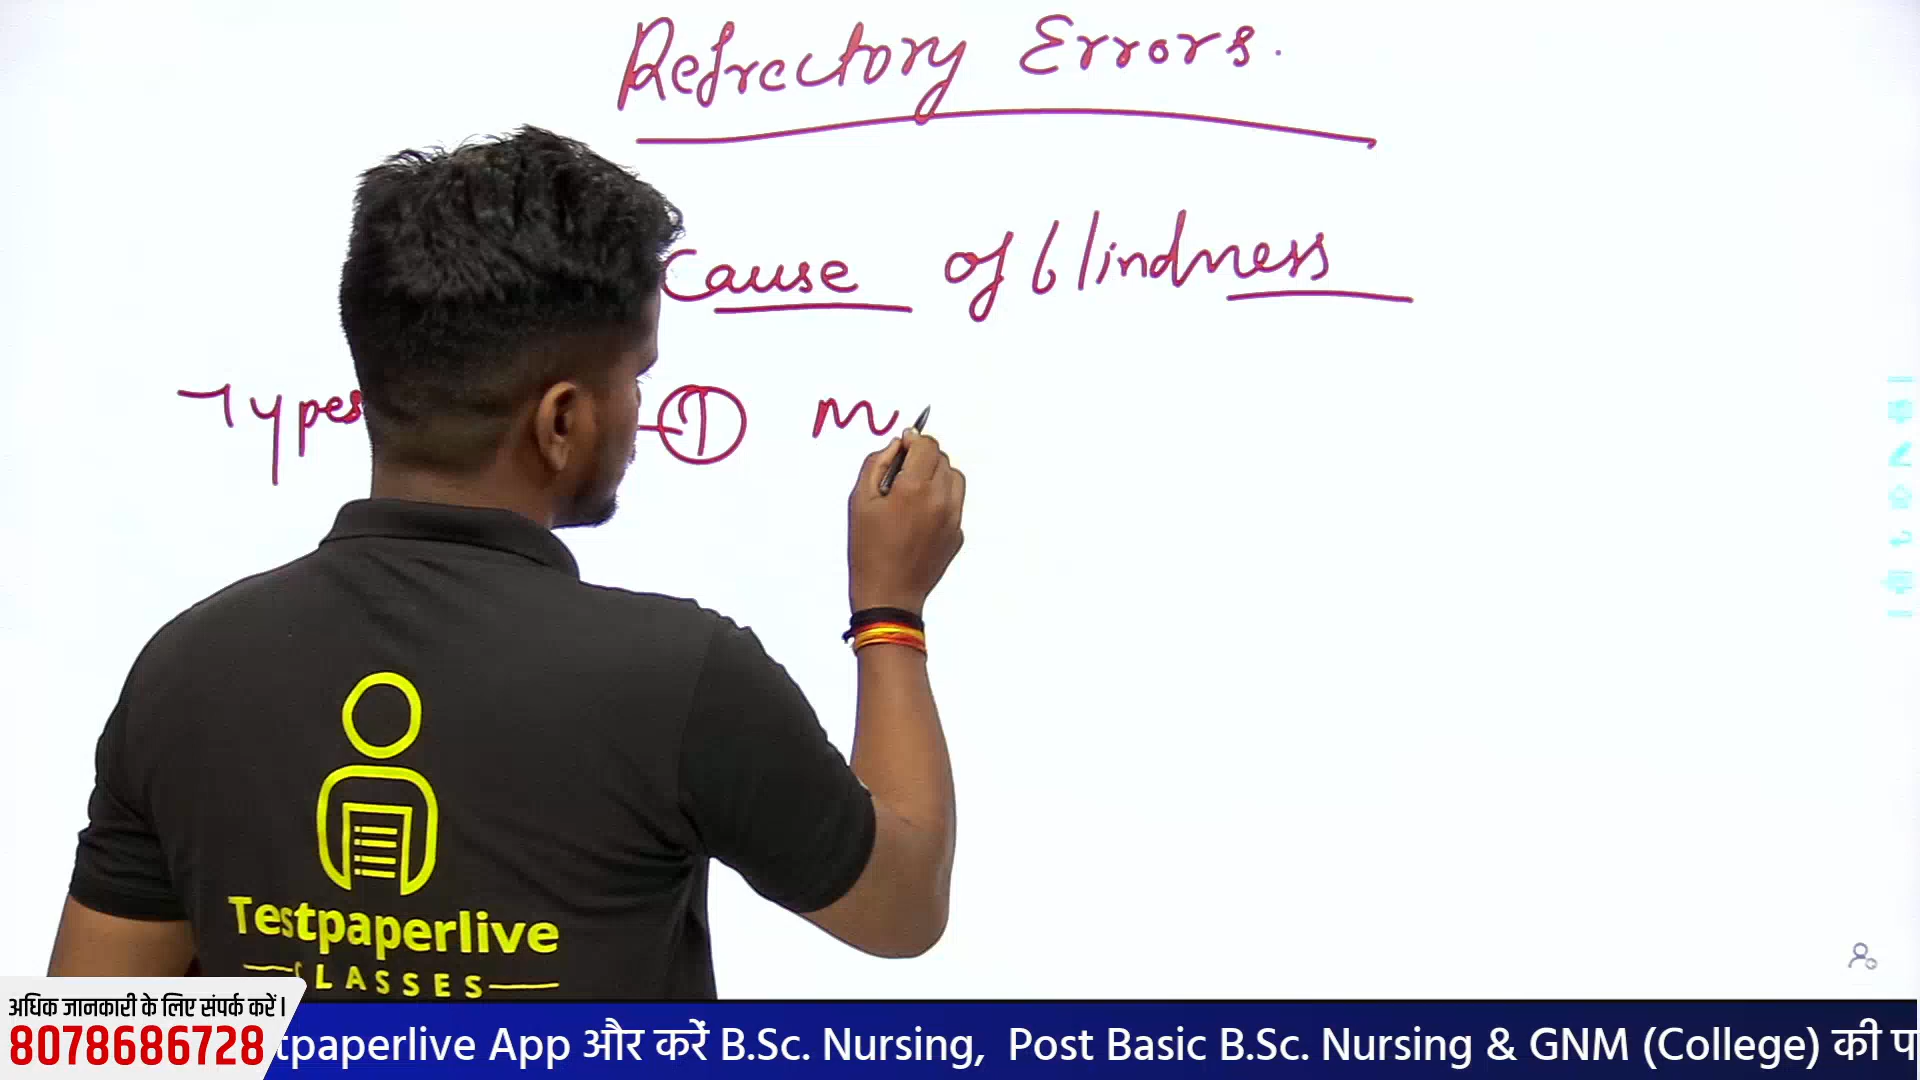 Refrectory Errors.
Cause of blindness
Types
① M
Testpaperlive
CLASSES
अधिक जानकारी के लिए संपर्क करें।
8078686728
tpaperlive App और करें B.Sc. Nursing, Post Basic B.Sc. Nursing & GNM (College) की प